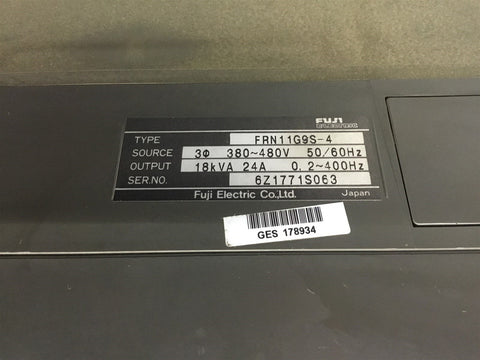 FUJI
ELECTRIC
TYPE FRN11G9S-4
SOURCE 3Φ 380~480V 50/60Hz
OUTPUT 18kVA 24A 0.2~400Hz
SER.NO. 6Z1771S063
Fuji Electric Co.,Ltd. Japan
GES 178934